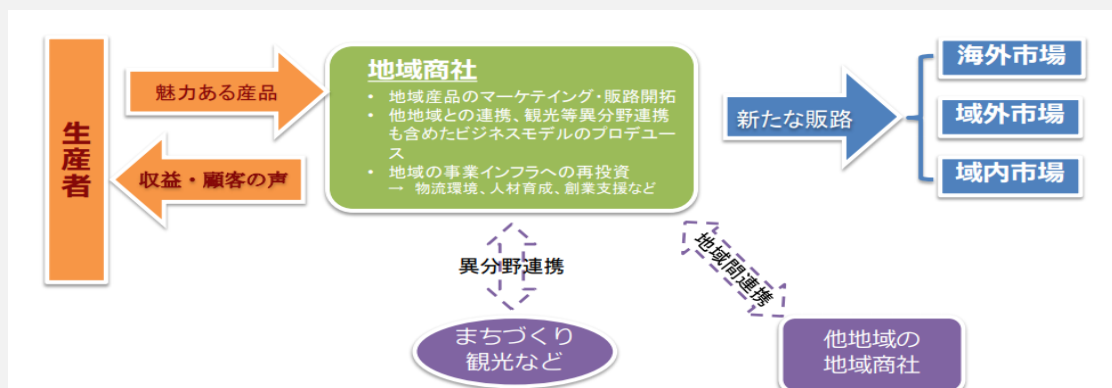 生産者
魅力ある産品
収益・顧客の声
地域商社
• 地域産品のマーケテイング・販路開拓
• 他地域との連携、観光等異分野連携
も含めたビジネスモデルのプロデュー
ス
• 地域の事業インフラへの再投資
→ 物流環境、人材育成、創業支援など
新たな販路
海外市場
域外市場
域内市場
異分野連携
地域間連携
まちづくり
観光など
他地域の
地域商社